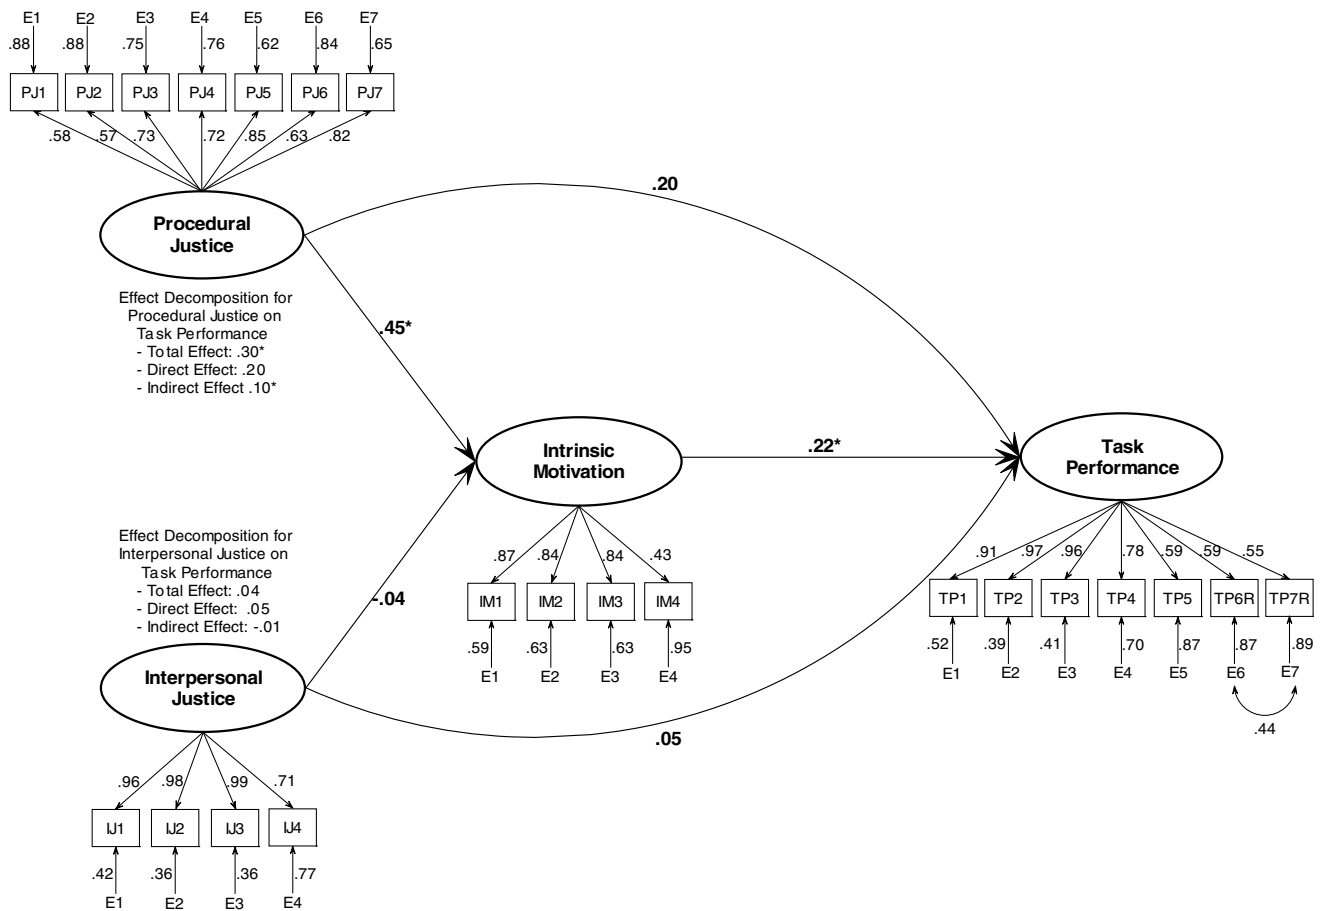 E1 E2 E3 E4 E5 E6 E7
.88 .88 .75 .76 .62 .84 .65
PJ1 PJ2 PJ3 PJ4 PJ5 PJ6 PJ7
.58 .57 .73 .72 .85 .63 .82
Procedural
Justice
.20
Effect Decomposition for
Procedural Justice on
Task Performance
- Total Effect: .30*
- Direct Effect: .20
- Indirect Effect .10*
.45*
Intrinsic
Motivation
.22*
Task
Performance
Effect Decomposition for
Interpersonal Justice on
Task Performance
- Total Effect: .04
- Direct Effect: .05
- Indirect Effect: -.01
-.04
.87 .84 .84 .43
IM1 IM2 IM3 IM4
.59 .63 .63 .95
E1 E2 E3 E4
.91 .97 .96 .78 .59 .59 .55
TP1 TP2 TP3 TP4 TP5 TP6R TP7R
.52 .39 .41 .70 .87 .87 .89
E1 E2 E3 E4 E5 E6 E7
.44
Interpersonal
Justice
.05
.96 .98 .99 .71
IJ1 IJ2 IJ3 IJ4
.42 .36 .36 .77
E1 E2 E3 E4